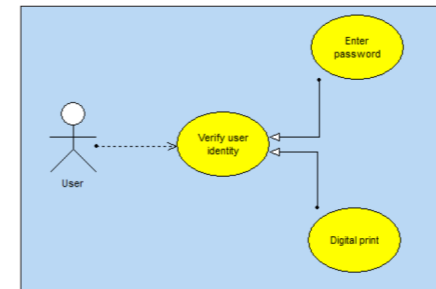 Enter
password
Verify user
identity
User
Digital print